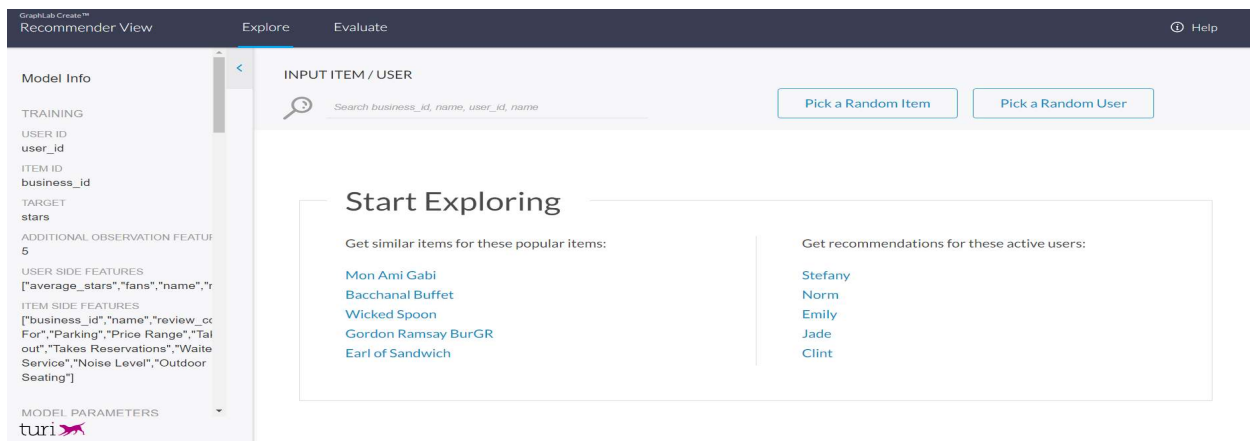 GraphLab Create™
Recommender View
Explore
Evaluate
Help
Model Info
TRAINING
USER ID
user_id
ITEM ID
business_id
TARGET
stars
ADDITIONAL OBSERVATION FEATUR
5
USER SIDE FEATURES
["average_stars","fans","name","r
ITEM SIDE FEATURES
["business_id","name","review_co
For","Parking","Price Range","Tak
out","Takes Reservations","Waite
Service","Noise Level","Outdoor
Seating"]
MODEL PARAMETERS
turi
<
INPUT ITEM / USER
Search business_id, name, user_id, name
Pick a Random Item
Pick a Random User
Start Exploring
Get similar items for these popular items:
Mon Ami Gabi
Bacchanal Buffet
Wicked Spoon
Gordon Ramsay BurGR
Earl of Sandwich
Get recommendations for these active users:
Stefany
Norm
Emily
Jade
Clint